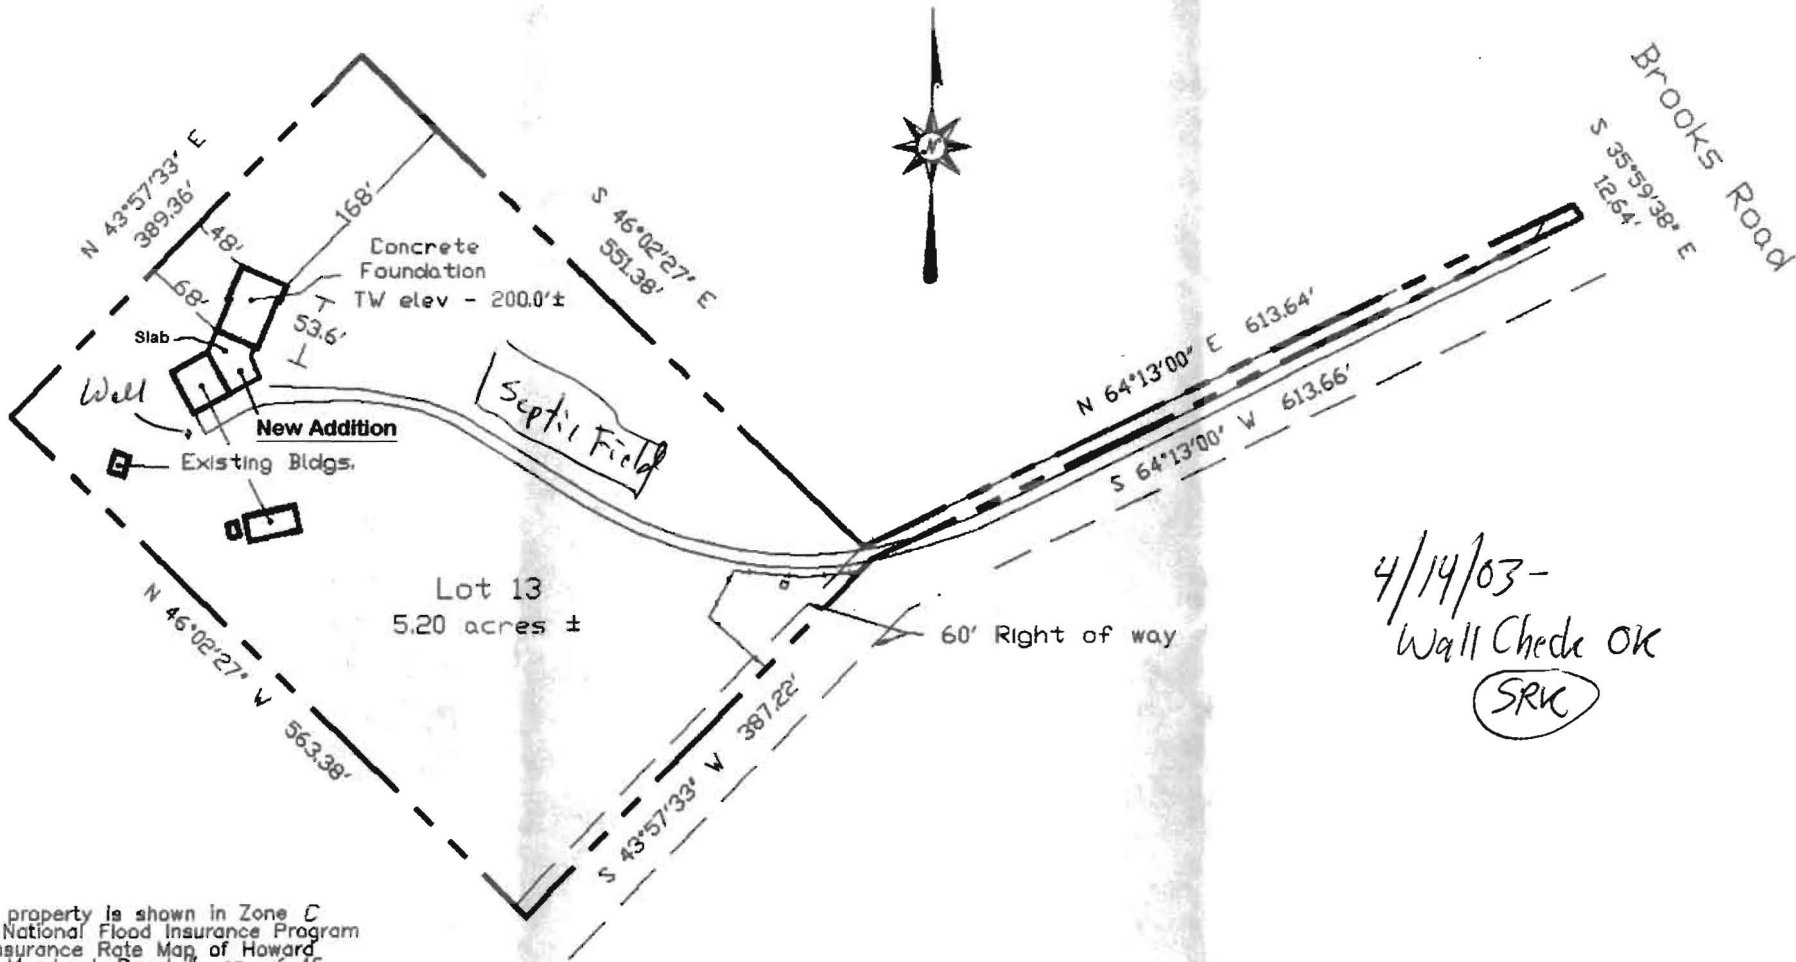 Brooks Road
S 35°59'38" E
12.64'
N 43°57'33" E
389.36'
168'
48'
S 46°02'27" E
551.38'
Concrete
Foundation
TW elev - 200.0'±
68'
53.6'
Slab
N
Well
New Addition
Existing Bldgs.
Septic Field
N 64°13'00" E 613.64'
S 64°13'00" W 613.66'
Lot 13
5.20 acres ±
60' Right of way
N 46°02'27" W 563.38'
S 43°57'33" W 387.22'
4/14/03-
Wall Check OK
SRK
property is shown in Zone C
National Flood Insurance Program
Insurance Rate Map of Howard